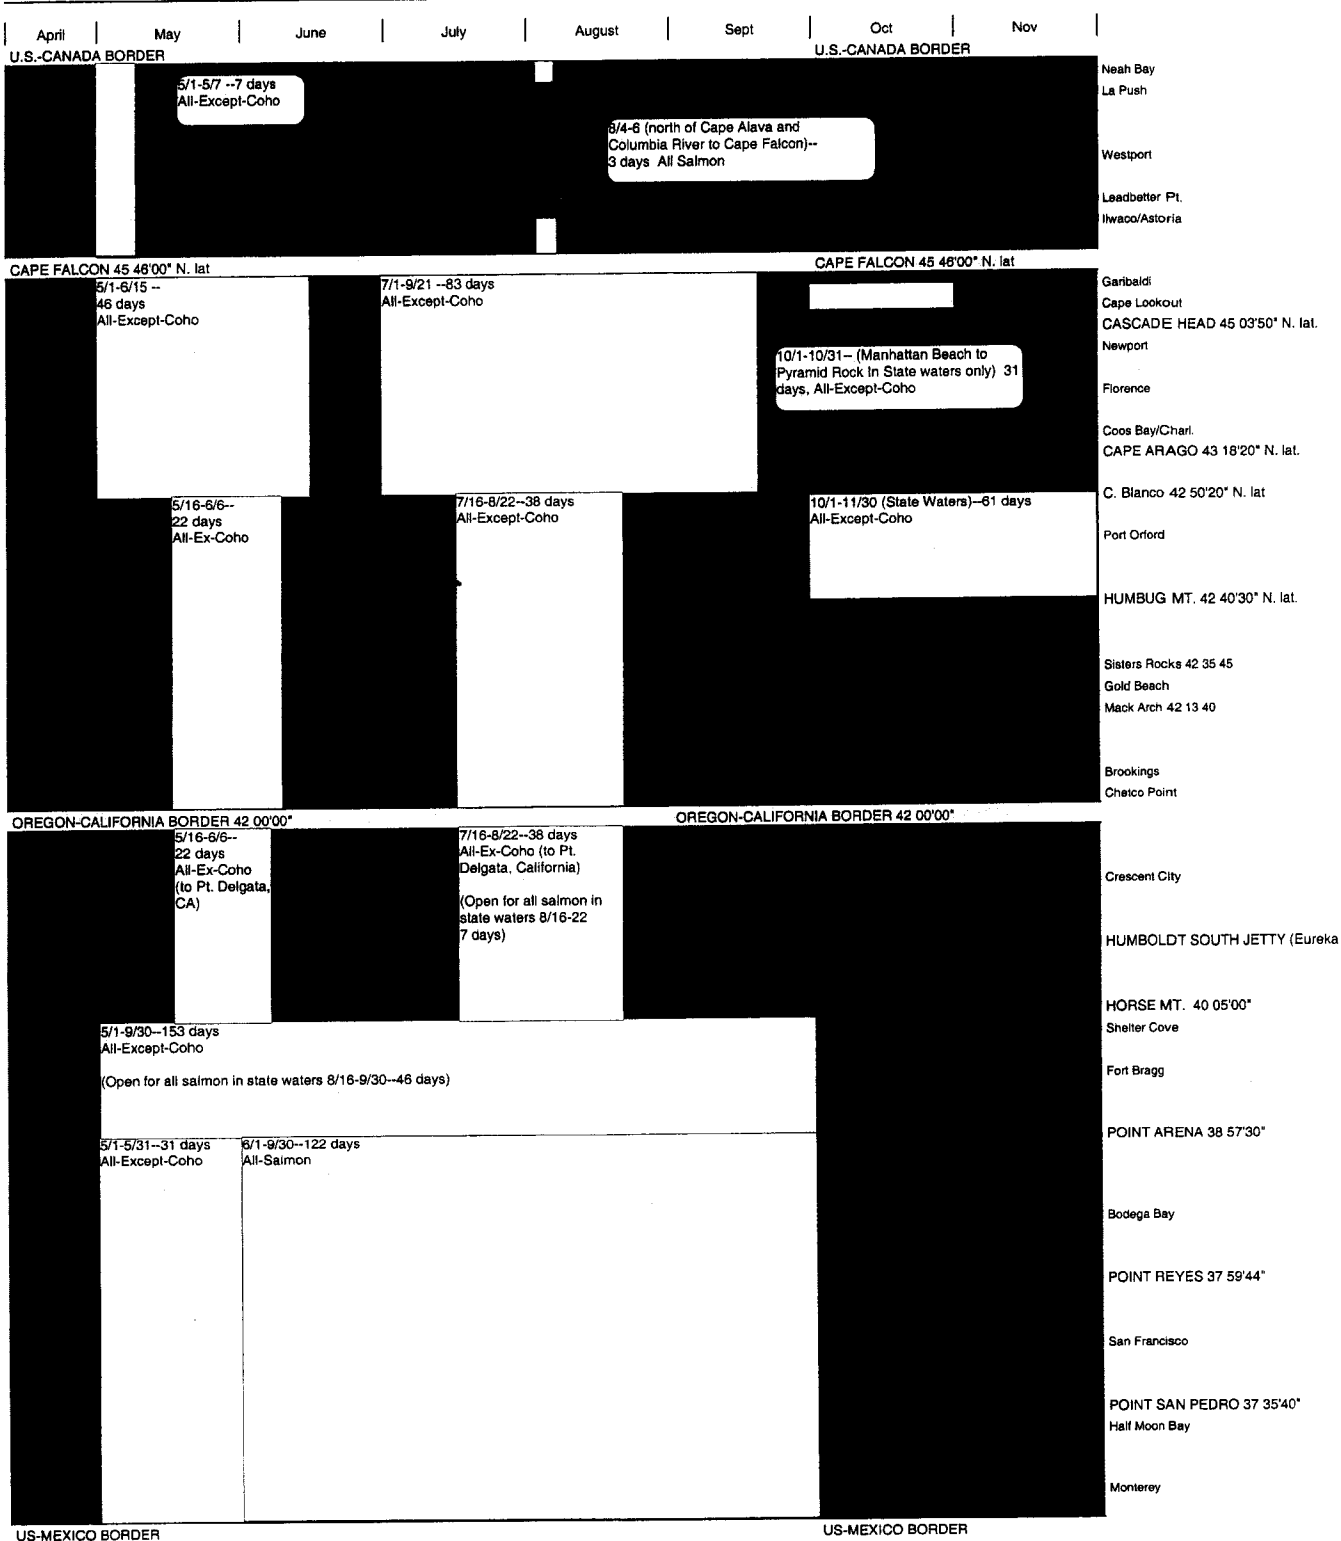 April May June July August Sept Oct Nov
U.S.-CANADA BORDER U.S.-CANADA BORDER
Neah Bay
5/1-5/7 --7 days
All-Except-Coho
La Push
8/4-6 (north of Cape Alava and
Columbia River to Cape Falcon)--
3 days All Salmon
Westport
Leadbetter Pt.
Ilwaco/Astoria
CAPE FALCON 45 46'00" N. lat CAPE FALCON 45 46'00" N. lat
5/1-6/15 --
46 days
All-Except-Coho
7/1-9/21 --83 days
All-Except-Coho
Garibaldi
Cape Lookout
CASCADE HEAD 45 03'50" N. lat.
Newport
10/1-10/31-- (Manhattan Beach to
Pyramid Rock In State waters only) 31
days, All-Except-Coho
Florence
Coos Bay/Charl.
CAPE ARAGO 43 18'20" N. lat.
C. Blanco 42 50'20" N. lat
5/16-6/6--
22 days
All-Ex-Coho
7/16-8/22--38 days
All-Except-Coho
10/1-11/30 (State Waters)--61 days
All-Except-Coho
Port Orford
HUMBUG MT. 42 40'30" N. lat.
Sisters Rocks 42 35 45
Gold Beach
Mack Arch 42 13 40
Brookings
Chetco Point
OREGON-CALIFORNIA BORDER 42 00'00" OREGON-CALIFORNIA BORDER 42 00'00"
5/16-6/6--
22 days
All-Ex-Coho
(to Pt. Delgata,
CA)
7/16-8/22--38 days
All-Ex-Coho (to Pt.
Delgata, California)
(Open for all salmon in
state waters 8/16-22
7 days)
Crescent City
HUMBOLDT SOUTH JETTY (Eureka
HORSE MT. 40 05'00"
Shelter Cove
5/1-9/30--153 days
All-Except-Coho
(Open for all salmon in state waters 8/16-9/30--46 days)
Fort Bragg
POINT ARENA 38 57'30"
5/1-5/31--31 days
All-Except-Coho
6/1-9/30--122 days
All-Salmon
Bodega Bay
POINT REYES 37 59'44"
San Francisco
POINT SAN PEDRO 37 35'40"
Half Moon Bay
Monterey
US-MEXICO BORDER US-MEXICO BORDER